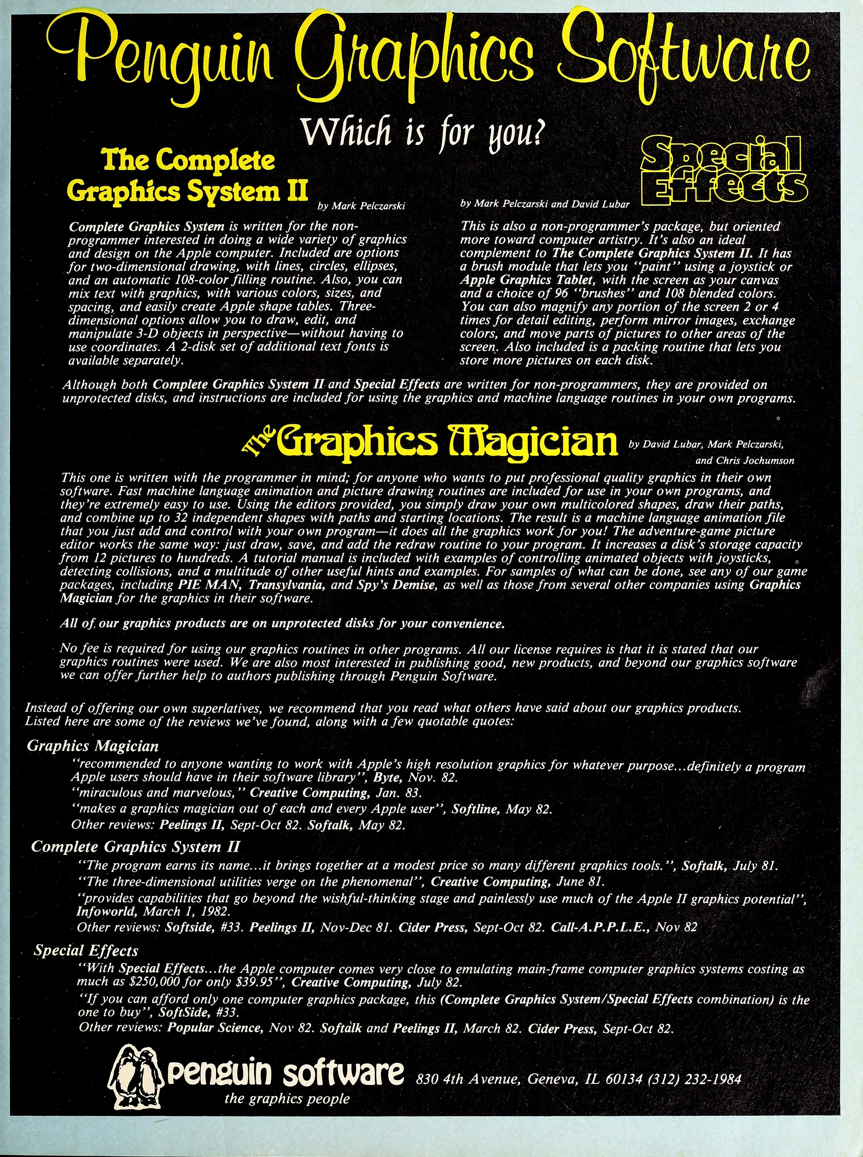 Penguin Graphics Software
Which is for you?
The Complete
Graphics System II
by Mark Pelczarski
Complete Graphics System is written for the non-
programmer interested in doing a wide variety of graphics
and design on the Apple computer. Included are options
for two-dimensional drawing, with lines, circles, ellipses,
and an automatic 108-color filling routine. Also, you can
mix text with graphics, with various colors, sizes, and
spacing, and easily create Apple shape tables. Three-
dimensional options allow you to draw, edit, and
manipulate 3-D objects in perspective—without having to
use coordinates. A 2-disk set of additional text fonts is
available separately.
Special
Effects
by Mark Pelczarski and David Lubar
This is also a non-programmer's package, but oriented
more toward computer artistry. It's also an ideal
complement to The Complete Graphics System II. It has
a brush module that lets you "paint" using a joystick or
Apple Graphics Tablet, with the screen as your canvas
and a choice of 96 "brushes" and 108 blended colors.
You can also magnify any portion of the screen 2 or 4
times for detail editing, perform mirror images, exchange
colors, and move parts of pictures to other areas of the
screen. Also included is a packing routine that lets you
store more pictures on each disk.
Although both Complete Graphics System II and Special Effects are written for non-programmers, they are provided on
unprotected disks, and instructions are included for using the graphics and machine language routines in your own programs.
The Graphics Magician
by David Lubar, Mark Pelczarski,
and Chris Jochumson
This one is written with the programmer in mind; for anyone who wants to put professional quality graphics in their own
software. Fast machine language animation and picture drawing routines are included for use in your own programs, and
they're extremely easy to use. Using the editors provided, you simply draw your own multicolored shapes, draw their paths,
and combine up to 32 independent shapes with paths and starting locations. The result is a machine language animation file
that you just add and control with your own program—it does all the graphics work for you! The adventure-game picture
editor works the same way: just draw, save, and add the redraw routine to your program. It increases a disk's storage capacity
from 12 pictures to hundreds. A tutorial manual is included with examples of controlling animated objects with joysticks,
detecting collisions, and a multitude of other useful hints and examples. For samples of what can be done, see any of our game
packages, including PIE MAN, Transylvania, and Spy's Demise, as well as those from several other companies using Graphics
Magician for the graphics in their software.
All of our graphics products are on unprotected disks for your convenience.
No fee is required for using our graphics routines in other programs. All our license requires is that it is stated that our
graphics routines were used. We are also most interested in publishing good, new products, and beyond our graphics software
we can offer further help to authors publishing through Penguin Software.
Instead of offering our own superlatives, we recommend that you read what others have said about our graphics products.
Listed here are some of the reviews we've found, along with a few quotable quotes:
Graphics Magician
"recommended to anyone wanting to work with Apple's high resolution graphics for whatever purpose...definitely a program
Apple users should have in their software library", Byte, Nov. 82.
"miraculous and marvelous," Creative Computing, Jan. 83.
"makes a graphics magician out of each and every Apple user", Softline, May 82.
Other reviews: Peelings II, Sept-Oct 82. Softalk, May 82.
Complete Graphics System II
"The program earns its name...it brings together at a modest price so many different graphics tools.", Softalk, July 81.
"The three-dimensional utilities verge on the phenomenal", Creative Computing, June 81.
"provides capabilities that go beyond the wishful-thinking stage and painlessly use much of the Apple II graphics potential",
Infoworld, March 1, 1982.
Other reviews: Softside, #33. Peelings II, Nov-Dec 81. Cider Press, Sept-Oct 82. Call-A.P.P.L.E., Nov 82
Special Effects
"With Special Effects...the Apple computer comes very close to emulating main-frame computer graphics systems costing as
much as $250,000 for only $39.95", Creative Computing, July 82.
"If you can afford only one computer graphics package, this (Complete Graphics System/Special Effects combination) is the
one to buy", SoftSide, #33.
Other reviews: Popular Science, Nov 82. Softalk and Peelings II, March 82. Cider Press, Sept-Oct 82.
penguin software
830 4th Avenue, Geneva, IL 60134 (312) 232-1984
the graphics people